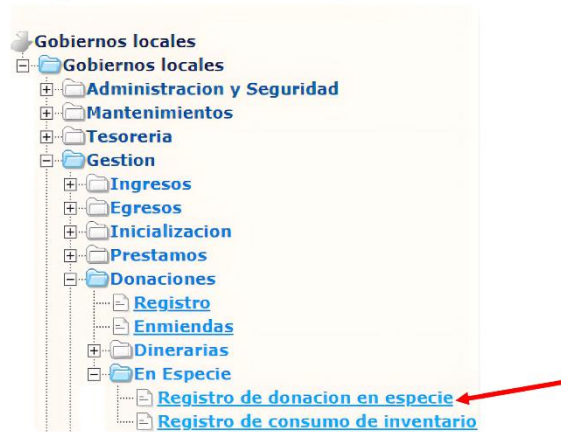 Gobiernos locales
Gobiernos locales
Administracion y Seguridad
Mantenimientos
Tesoreria
Gestion
Ingresos
Egresos
Inicializacion
Prestamos
Donaciones
Registro
Enmiendas
Dinerarias
En Especie
Registro de donacion en especie
Registro de consumo de inventario